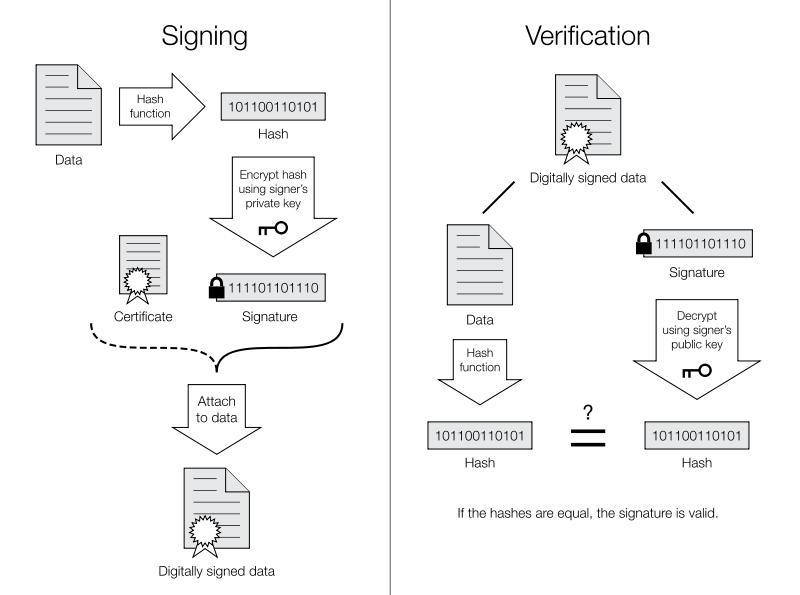 Signing
Data
Hash
function
101100110101
Hash
Encrypt hash
using signer's
private key
Certificate
111101101110
Signature
Attach
to data
Digitally signed data
Verification
Digitally signed data
Data
Hash
function
101100110101
Hash
111101101110
Signature
Decrypt
using signer's
public key
?
=
101100110101
Hash
If the hashes are equal, the signature is valid.